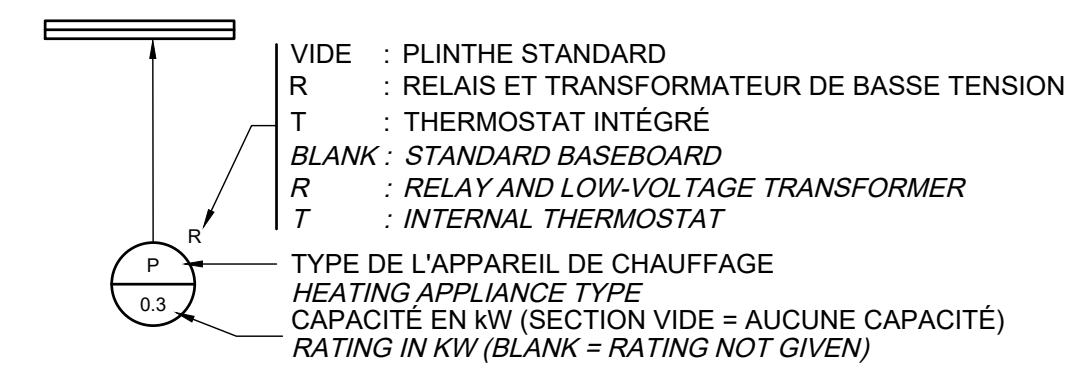 VIDE : PLINTHE STANDARD
R : RELAIS ET TRANSFORMATEUR DE BASSE TENSION
T : THERMOSTAT INTÉGRÉ
BLANK : STANDARD BASEBOARD
R : RELAY AND LOW-VOLTAGE TRANSFORMER
T : INTERNAL THERMOSTAT
R
P
TYPE DE L'APPAREIL DE CHAUFFAGE
HEATING APPLIANCE TYPE
0.3
CAPACITÉ EN kW (SECTION VIDE = AUCUNE CAPACITÉ)
RATING IN KW (BLANK = RATING NOT GIVEN)